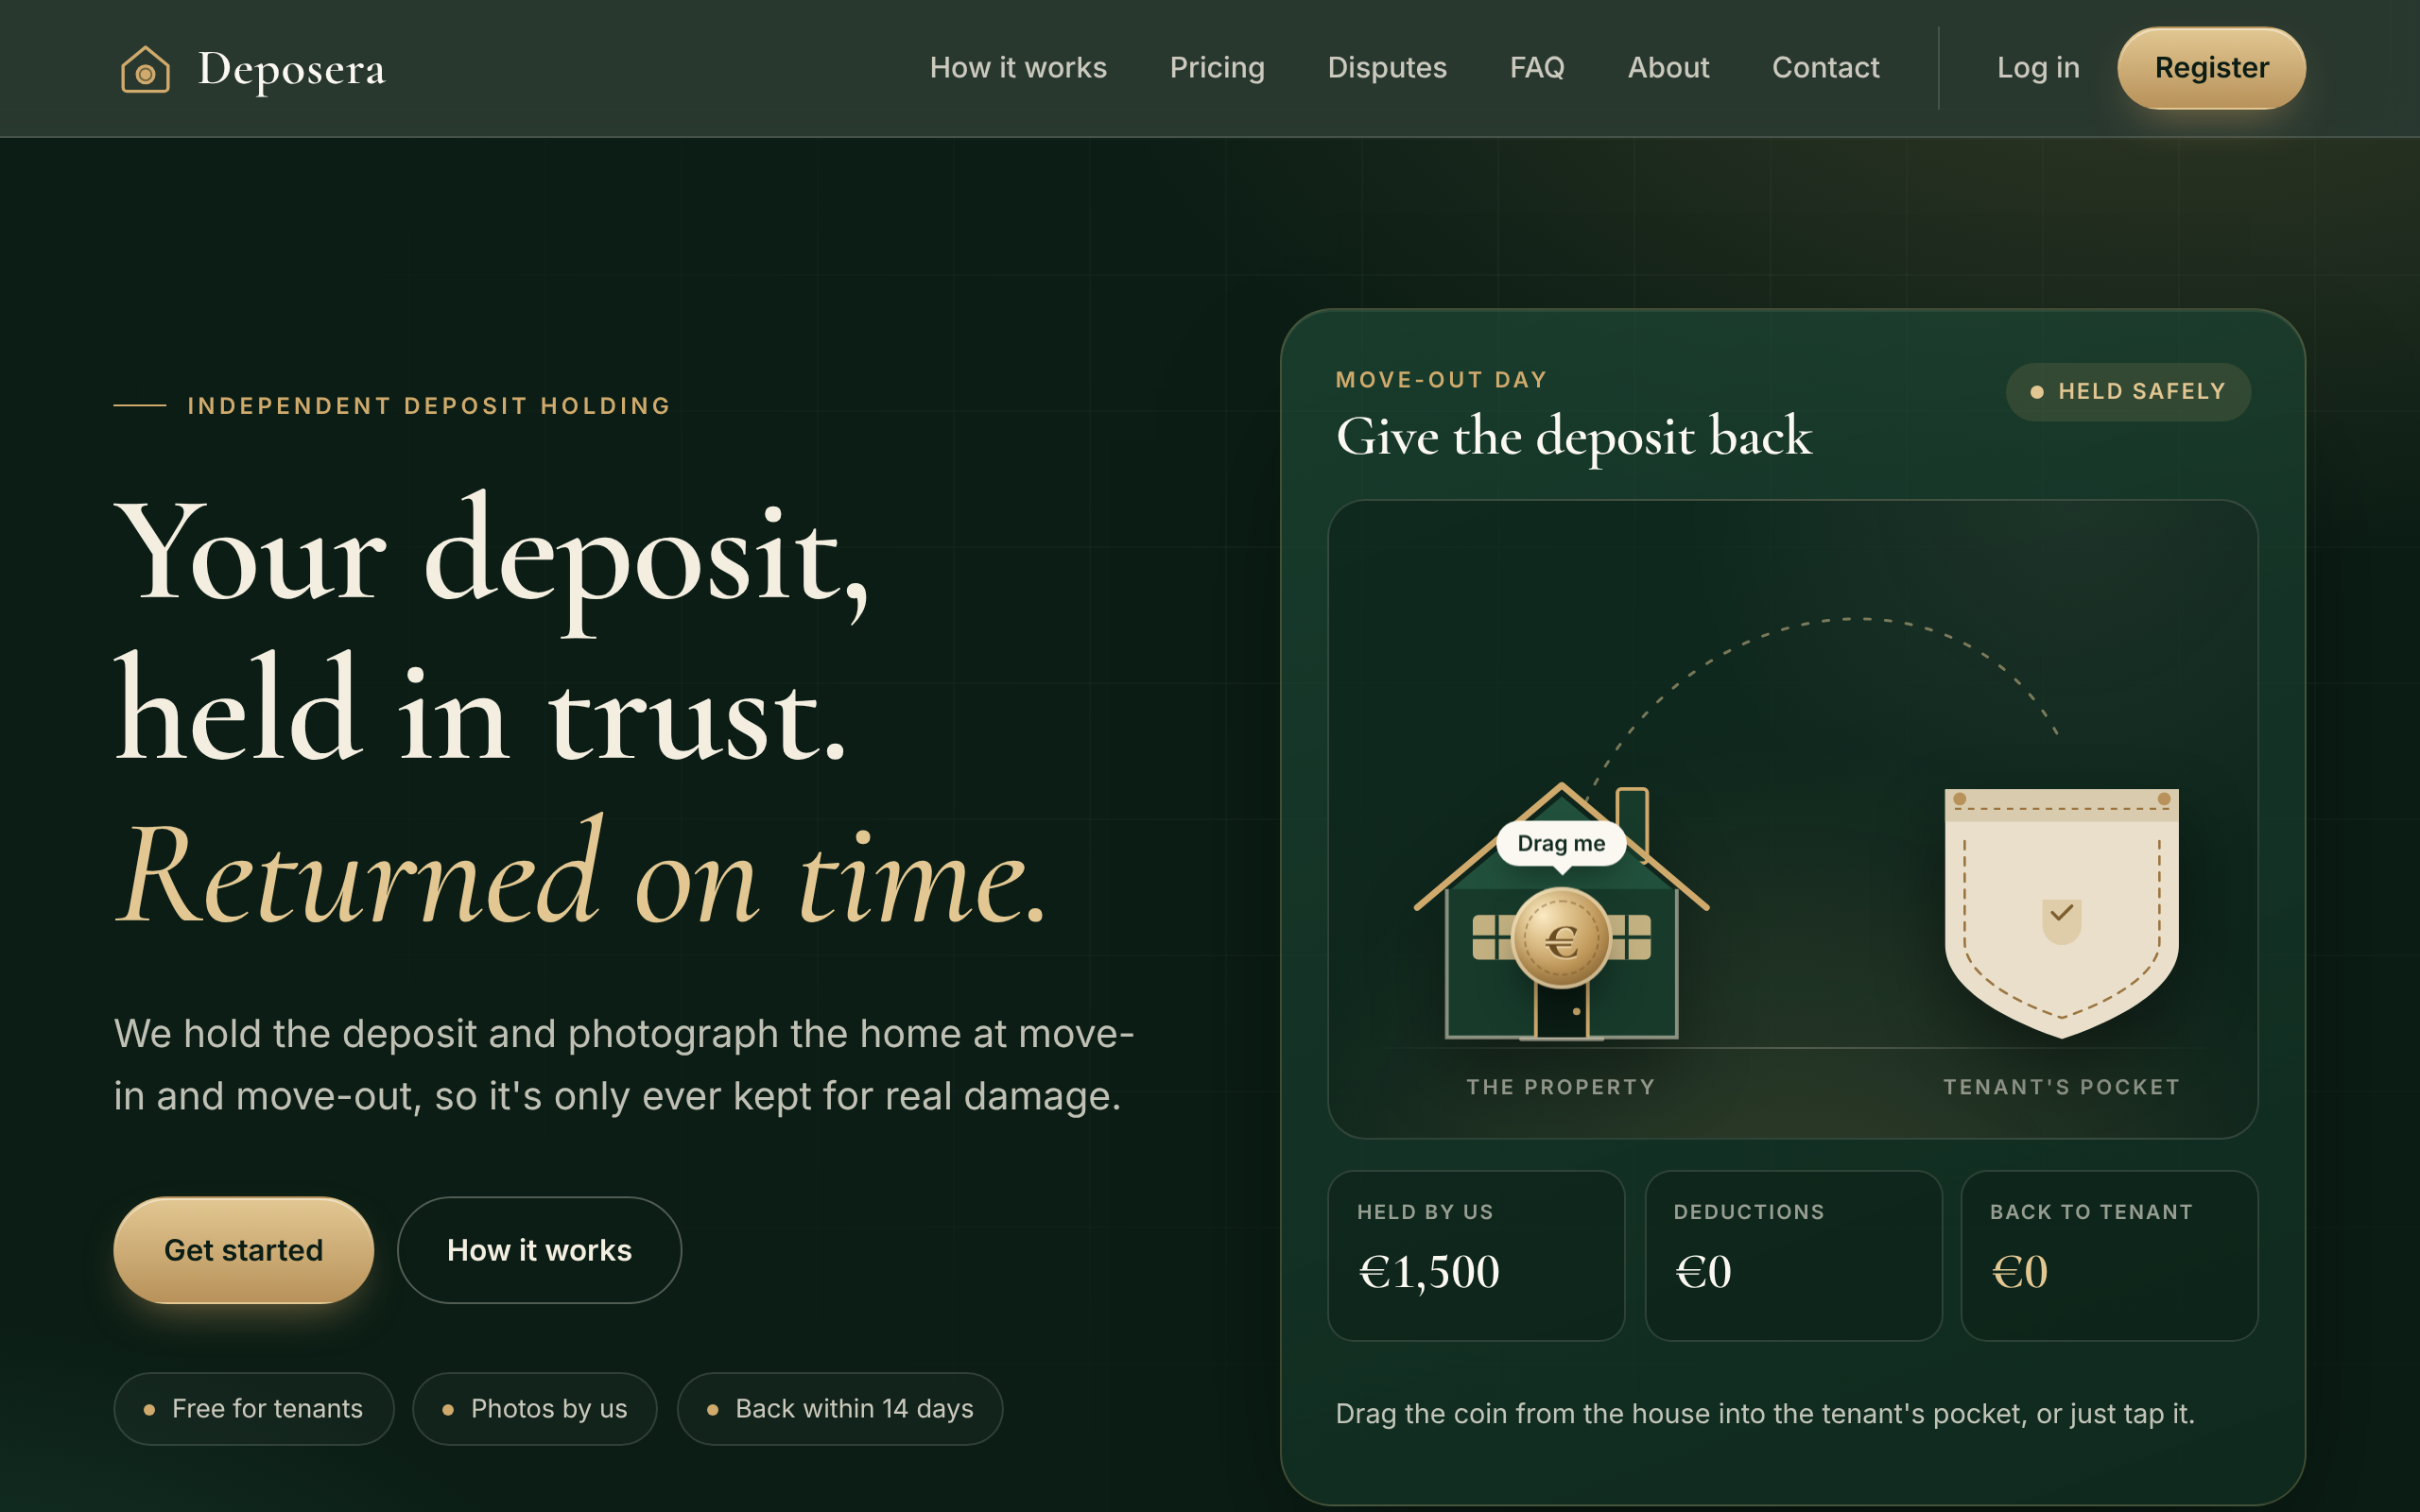 Deposera
How it works
Pricing
Disputes
FAQ
About
Contact
Log in
Register
INDEPENDENT DEPOSIT HOLDING
Your deposit,
held in trust.
Returned on time.
We hold the deposit and photograph the home at move-
in and move-out, so it's only ever kept for real damage.
Get started
How it works
Free for tenants
Photos by us
Back within 14 days
MOVE-OUT DAY
Give the deposit back
HELD SAFELY
Drag me
€
THE PROPERTY
TENANT'S POCKET
HELD BY US
€1,500
DEDUCTIONS
€0
BACK TO TENANT
€0
Drag the coin from the house into the tenant's pocket, or just tap it.